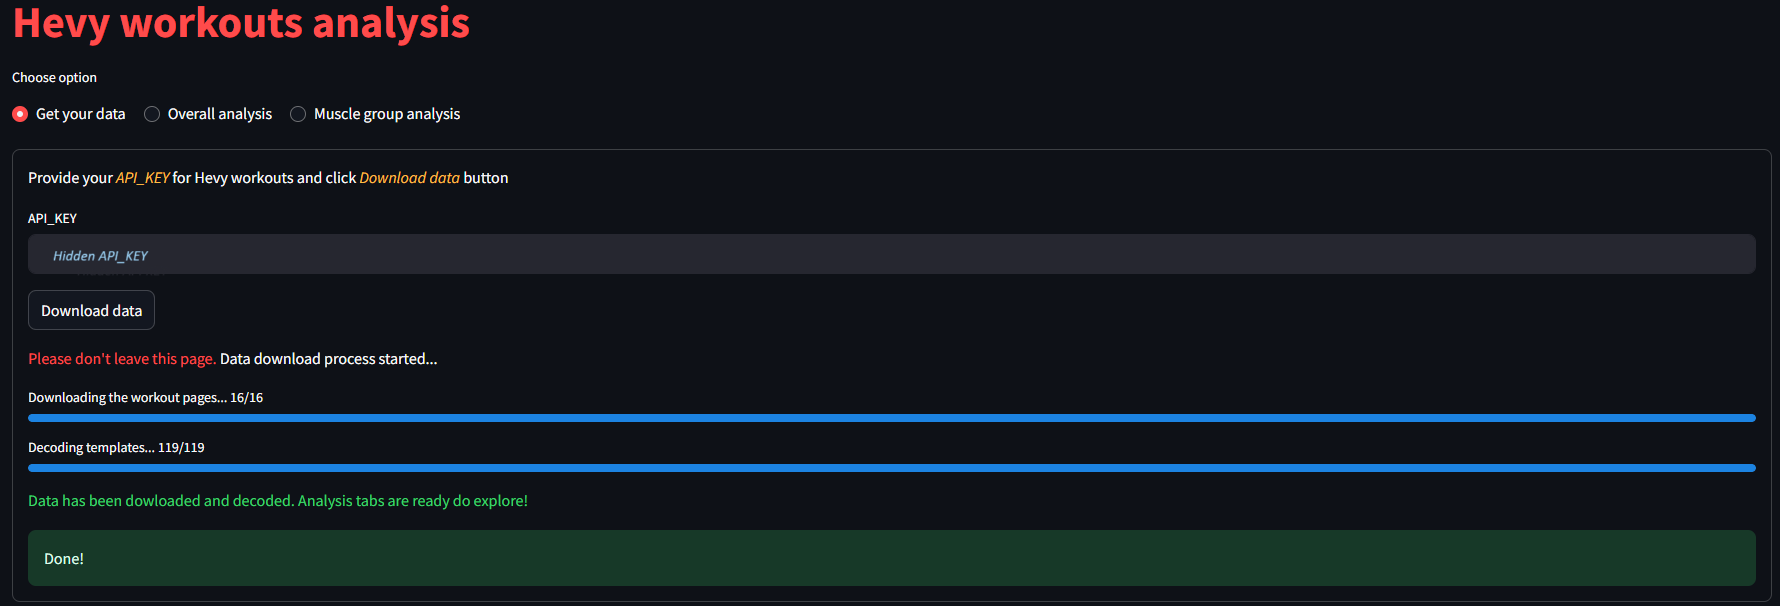 Hevy workouts analysis
Choose option
Get your data Overall analysis Muscle group analysis
Provide your API_KEY for Hevy workouts and click Download data button
API_KEY
Hidden API_KEY
Download data
Please don't leave this page. Data download process started...
Downloading the workout pages... 16/16
Decoding templates... 119/119
Data has been dowloaded and decoded. Analysis tabs are ready do explore!
Done!